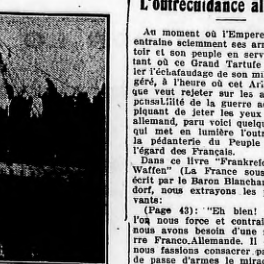 L'outrecuidance al
Au moment où l'Empere
entraine sciemment ses arm
toir et son peuple en serv
tant où ce Grand Tartufe
ler l'échafaudage de son mi
géré, à l'heure où cet Ar
que veut rejeter sur les a
ponsabilité de la guerre a
piquant de jeter les yeux
allemand, paru voici quelqu
qui met en lumière l'outr
la pédanterie du Peuple
l'égard des Français.
Dans ce livre "Frankrei
Waffen" (La France sous
écrit par le Baron Blanchar
dorf, nous extrayons les
vants:
(Page 43): "Eh bien!
l'on nous force et contrai
nous avons besoin d'une s
rre Franco.Allemande. Il
nous fassions consacrer p
de passe d'armes le mirac